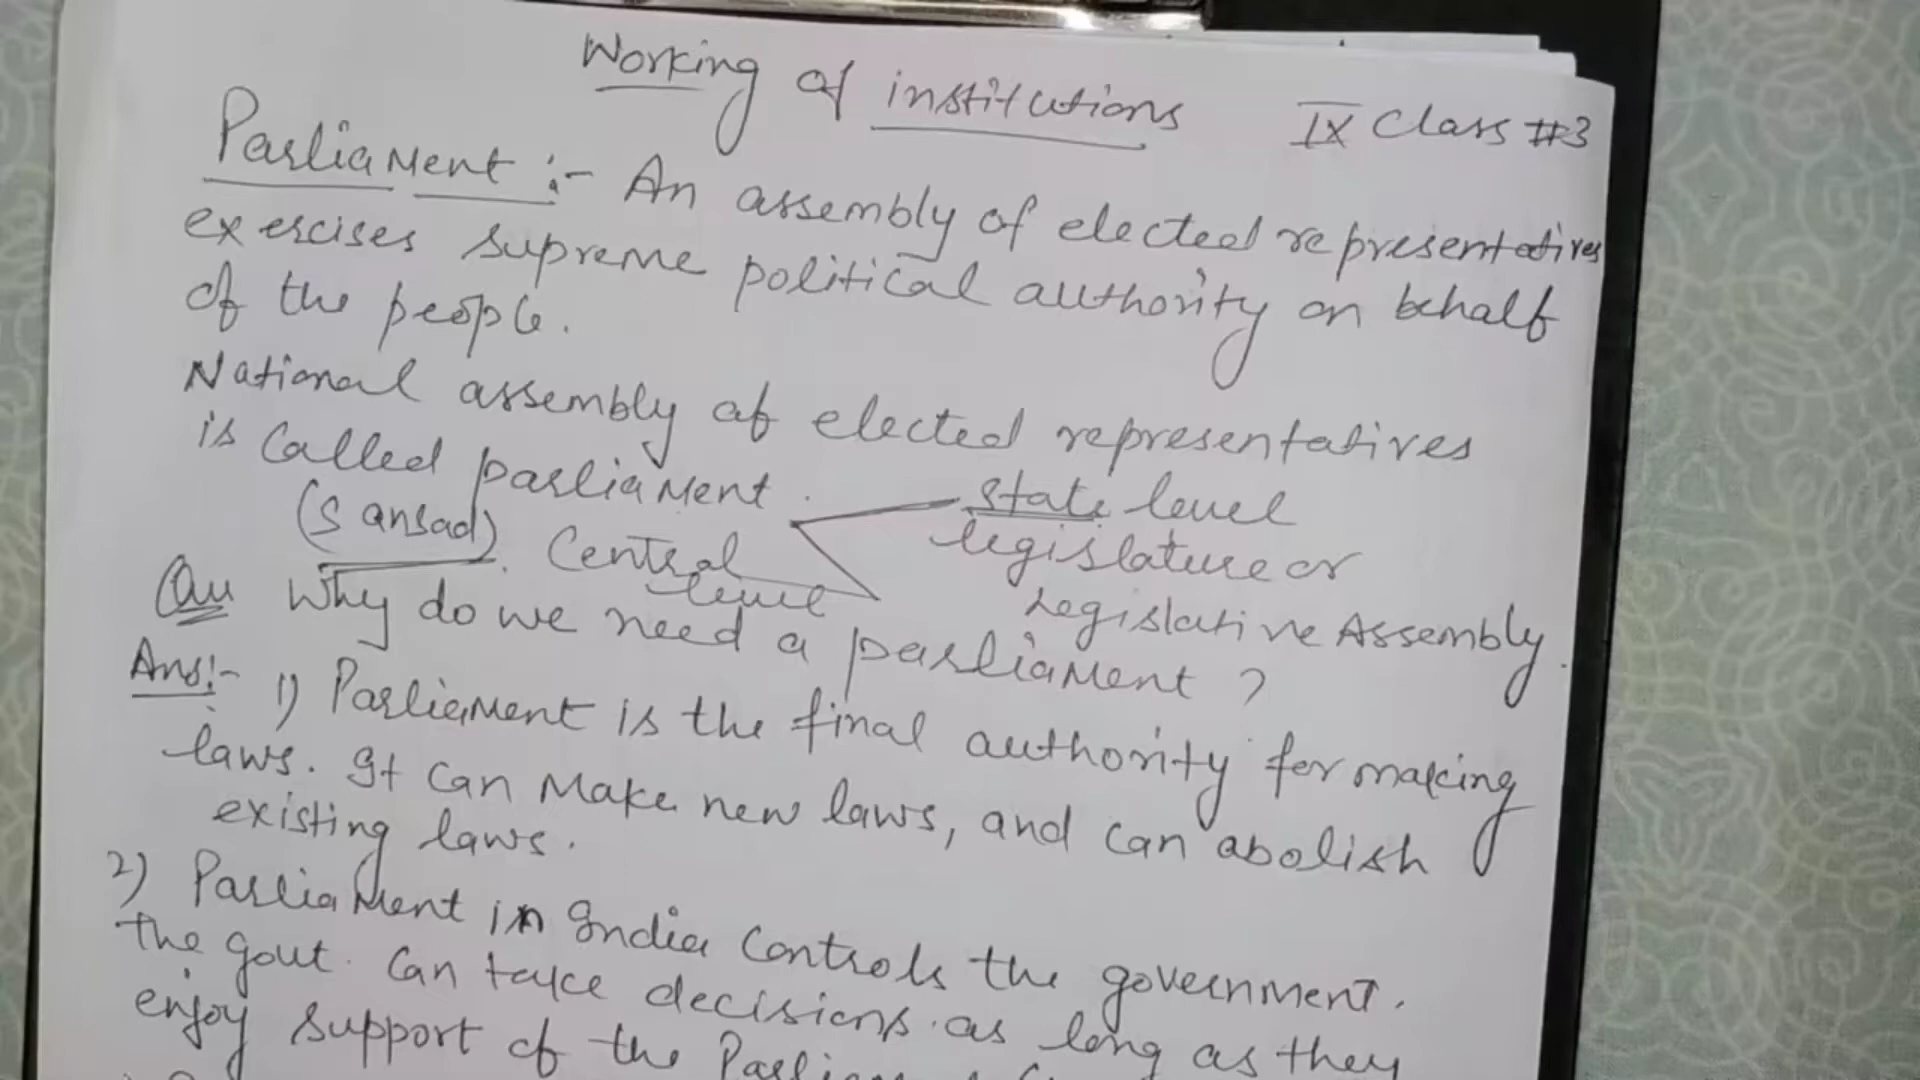 Working of institutions IX Class #3
Parliament :- An assembly of elected representatives
exercises supreme political authority on behalf
of the people.
National assembly of elected representatives
is called parliament.
(Sansad). Central level
State level
legislature or
Legislative Assembly.
Qu Why do we need a parliament ?
Ans:- 1) Parliament is the final authority for making
laws. It can make new laws, and can abolish
existing laws.
2) Parliament in India controls the government.
the govt. can take decisions as long as they
enjoy support of the